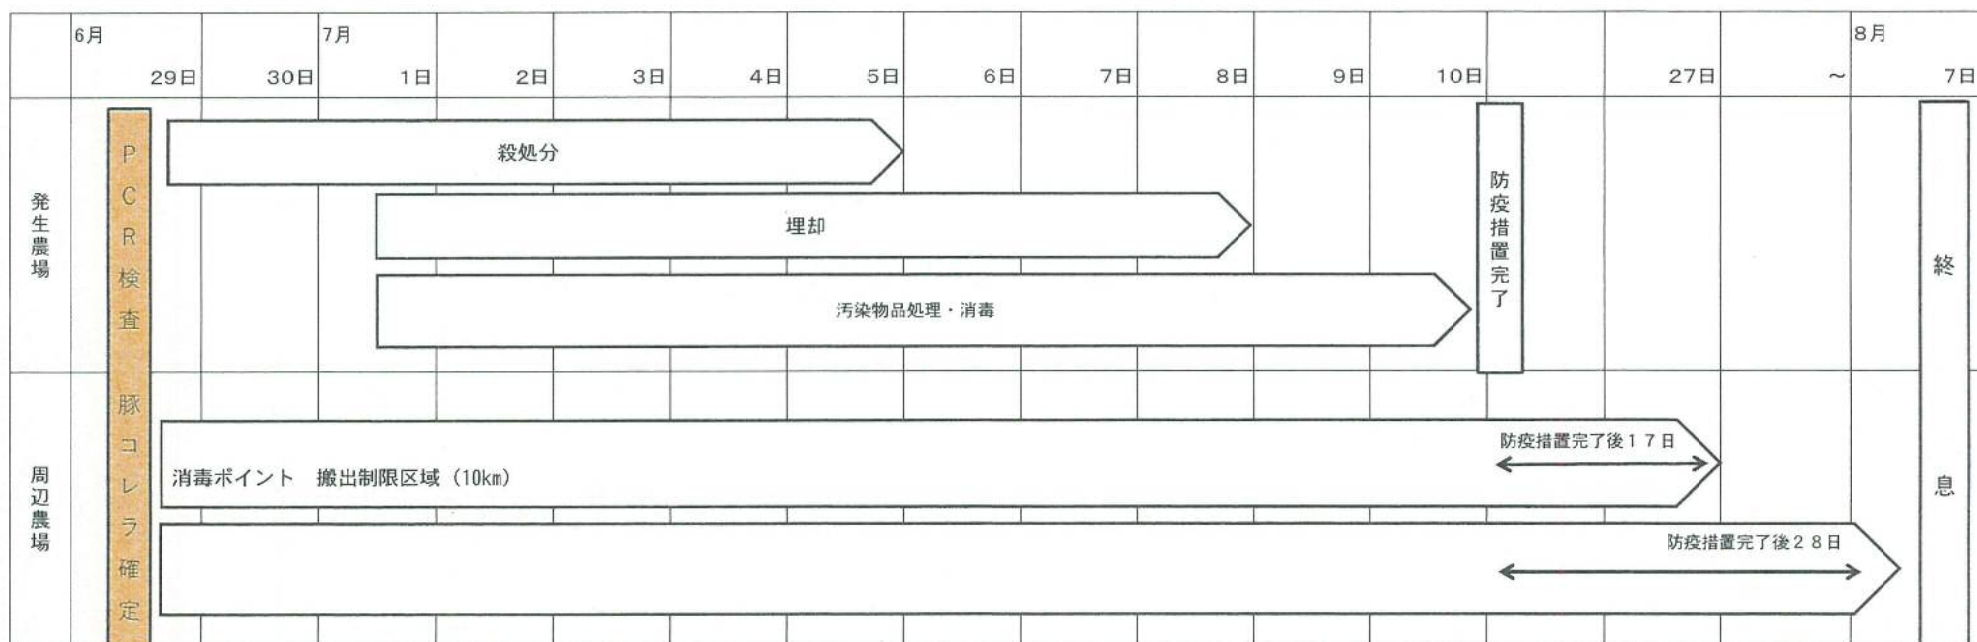 6月
7月
8月
29日
30日
1日
2日
3日
4日
5日
6日
7日
8日
9日
10日
27日
～
7日
発生農場
PCR検査 豚コレラ確定
殺処分
埋却
汚染物品処理・消毒
防疫措置完了
終息
周辺農場
防疫措置完了後17日
消毒ポイント 搬出制限区域（10km）
防疫措置完了後28日